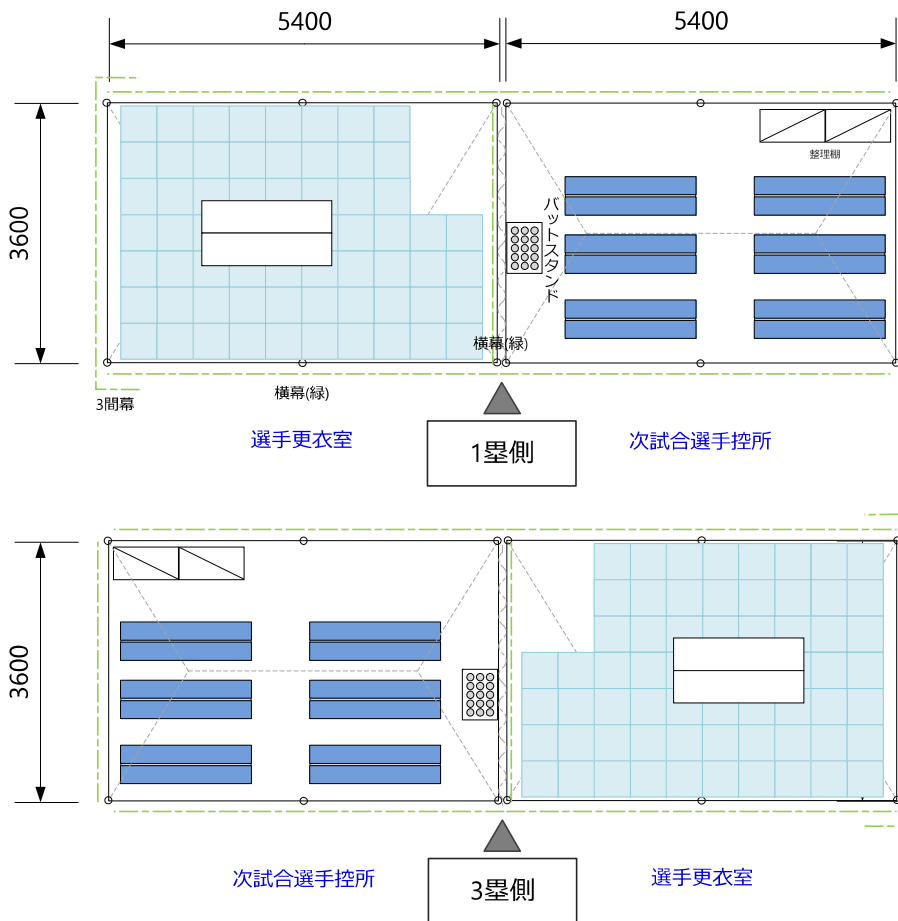 5400
5400
3600
整理棚
バットスタンド
横幕(緑)
横幕(緑)
3間幕
選手更衣室
1塁側
次試合選手控所
3600
次試合選手控所
3塁側
選手更衣室